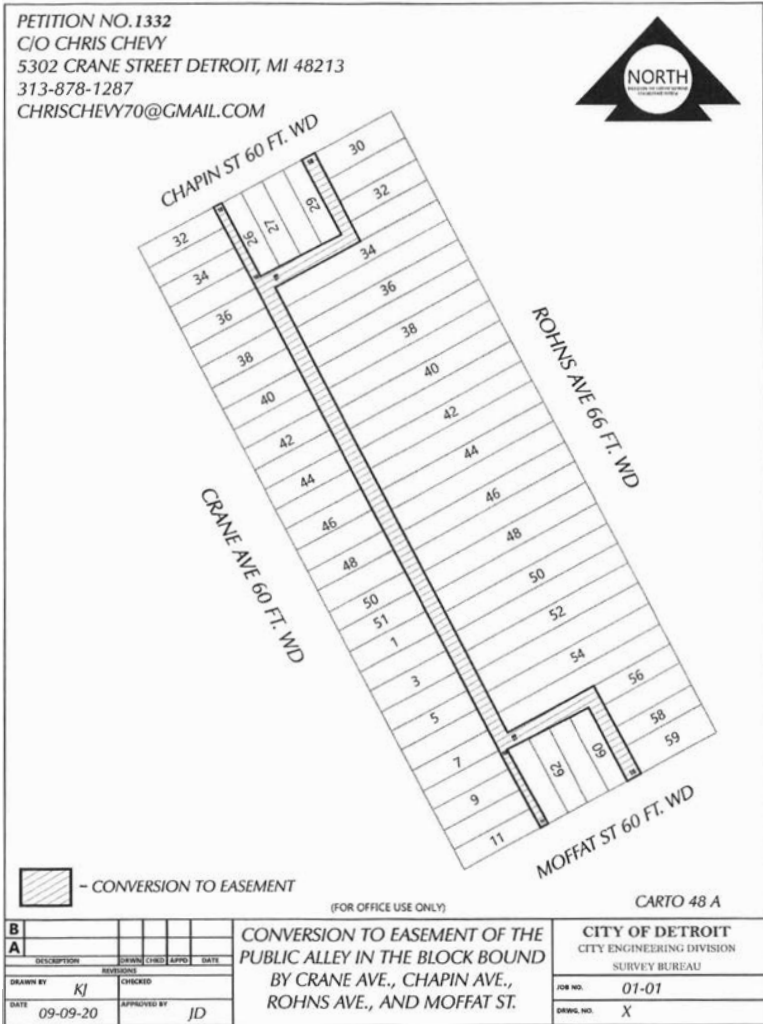 PETITION NO.1332
C/O CHRIS CHEVY
5302 CRANE STREET DETROIT, MI 48213
313-878-1287
CHRISCHEVY70@GMAIL.COM
NORTH
CHAPIN ST 60 FT. WD
30
32
29
27
26
32
34
34
36
36
38
38
40
40
42
42
44
44
46
46
48
48
50
50
51
52
1
54
3
56
5
58
7
59
60
62
9
11
ROHNS AVE 66 FT. WD
CRANE AVE 60 FT. WD
MOFFAT ST 60 FT. WD
– CONVERSION TO EASEMENT
(FOR OFFICE USE ONLY)
CARTO 48 A
B
A
DESCRIPTION DRWN CHKD APPD DATE
REVISIONS
DRAWN BY KJ CHECKED
DATE 09-09-20 APPROVED BY JD
CONVERSION TO EASEMENT OF THE
PUBLIC ALLEY IN THE BLOCK BOUND
BY CRANE AVE., CHAPIN AVE.,
ROHNS AVE., AND MOFFAT ST.
CITY OF DETROIT
CITY ENGINEERING DIVISION
SURVEY BUREAU
JOB NO. 01-01
DRWG. NO. X